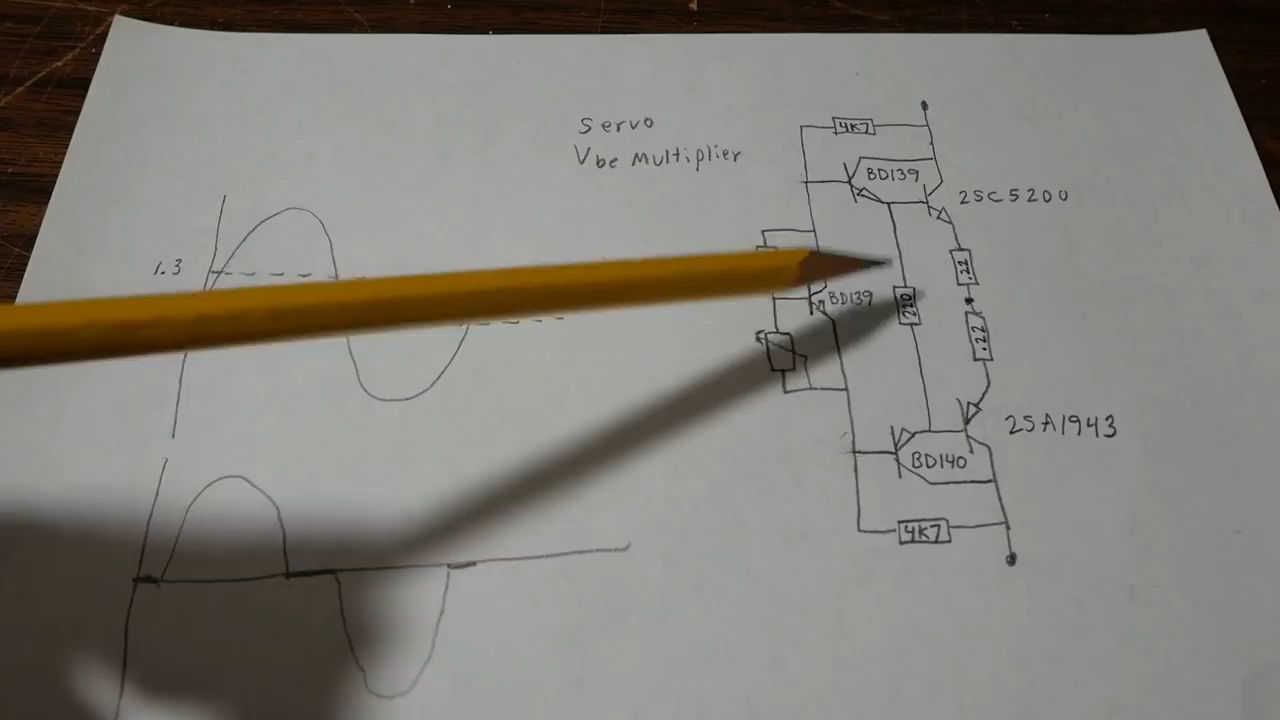 Servo
Vbe Multiplier
4K7
BD139
2SC5200
1.3
.22
BD139
220
.22
2SA1943
BD140
4K7